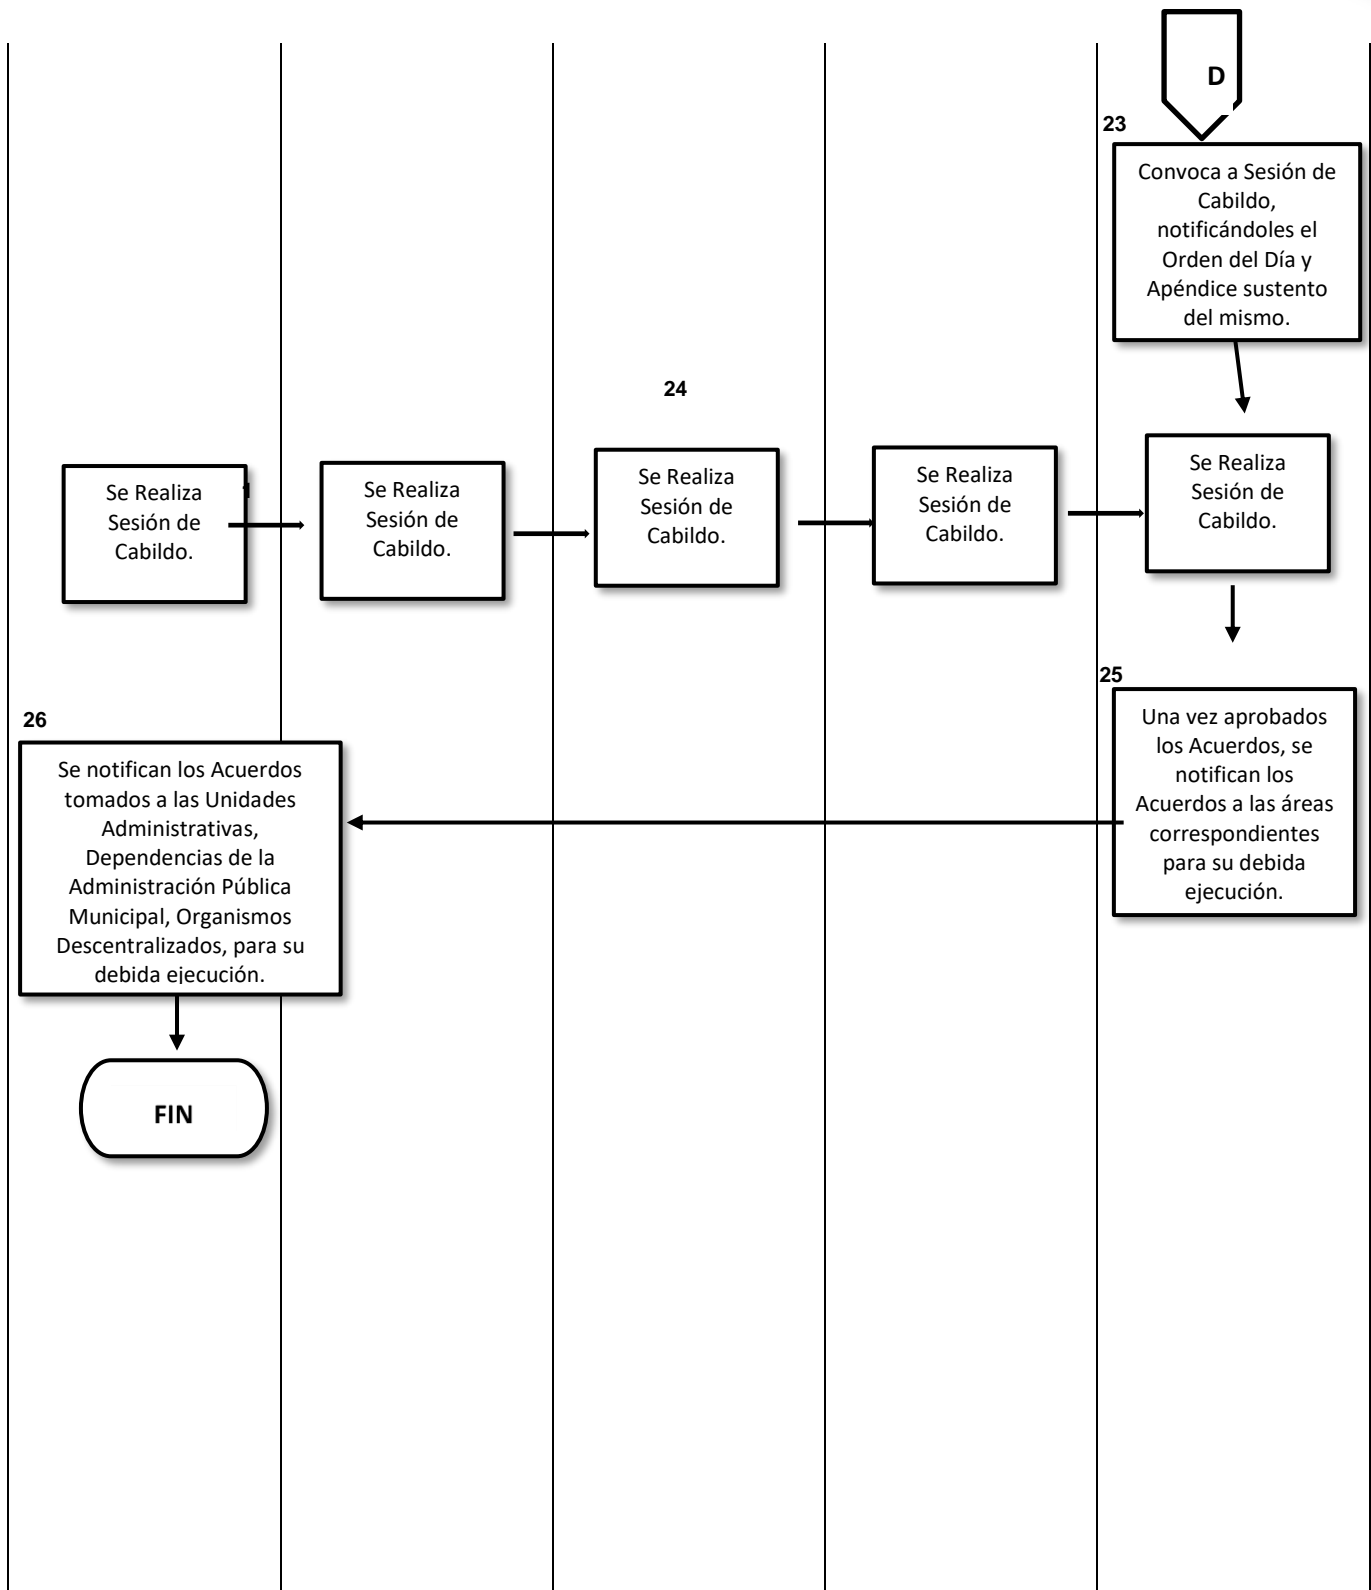 D
23
Convoca a Sesión de
Cabildo,
notificándoles el
Orden del Día y
Apéndice sustento
del mismo.
24
Se Realiza
Sesión de
Cabildo.
Se Realiza
Sesión de
Cabildo.
Se Realiza
Sesión de
Cabildo.
Se Realiza
Sesión de
Cabildo.
Se Realiza
Sesión de
Cabildo.
25
Una vez aprobados
los Acuerdos, se
notifican los
Acuerdos a las áreas
correspondientes
para su debida
ejecución.
26
Se notifican los Acuerdos
tomados a las Unidades
Administrativas,
Dependencias de la
Administración Pública
Municipal, Organismos
Descentralizados, para su
debida ejecución.
FIN